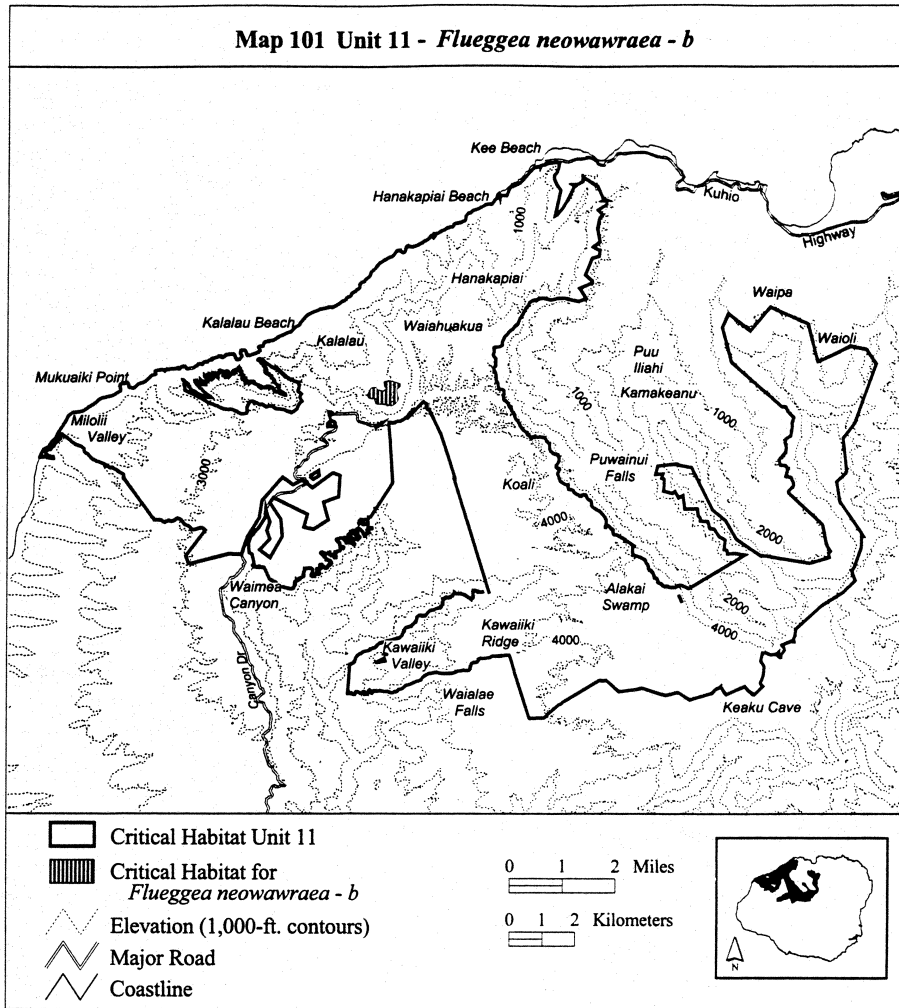 Map 101 Unit 11 - Flueggea neowawraea - b
Kee Beach
Hanakapiai Beach
Kuhio
Highway
1000
Hanakapiai
Waipa
Kalalau Beach
Kalalau
Waiahuakua
Waioli
Puu
Iliahi
Mukuaiki Point
Kamakeanu
1000
1000
Milolii
Valley
3000
Puwainui
Falls
Koali
4000
2000
Waimea
Canyon
Alakai
Swamp
2000
4000
Kawaiiki
Ridge
4000
Kawaiiki
Valley
Canyon Dr
Waialae
Falls
Keaku Cave
Critical Habitat Unit 11
Critical Habitat for
Flueggea neowawraea - b
Elevation (1,000-ft. contours)
Major Road
Coastline
0 1 2 Miles
0 1 2 Kilometers
N